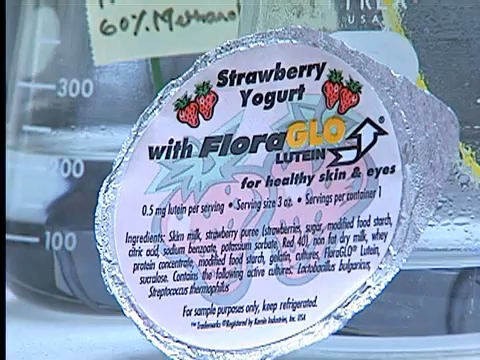 60% Methanol
USA
300
200
100
Strawberry
Yogurt
with FloraGLO®
LUTEIN
for healthy skin & eyes
0.5 mg lutein per serving • Serving size 3 oz. • Servings per container 1
Ingredients: Skim milk, strawberry puree (strawberries, sugar, modified food starch,
citric acid, sodium benzoate, potassium sorbate, Red 40), non fat dry milk, whey
protein concentrate, modified food starch, gelatin, cultures, FloraGLO® Lutein,
sucralose. Contains the following active cultures: Lactobacillus bulgaricus,
Streptococcus thermophilus
For sample purposes only, keep refrigerated.
™ Trademarks ®Registered by Kemin Industries, Inc. USA